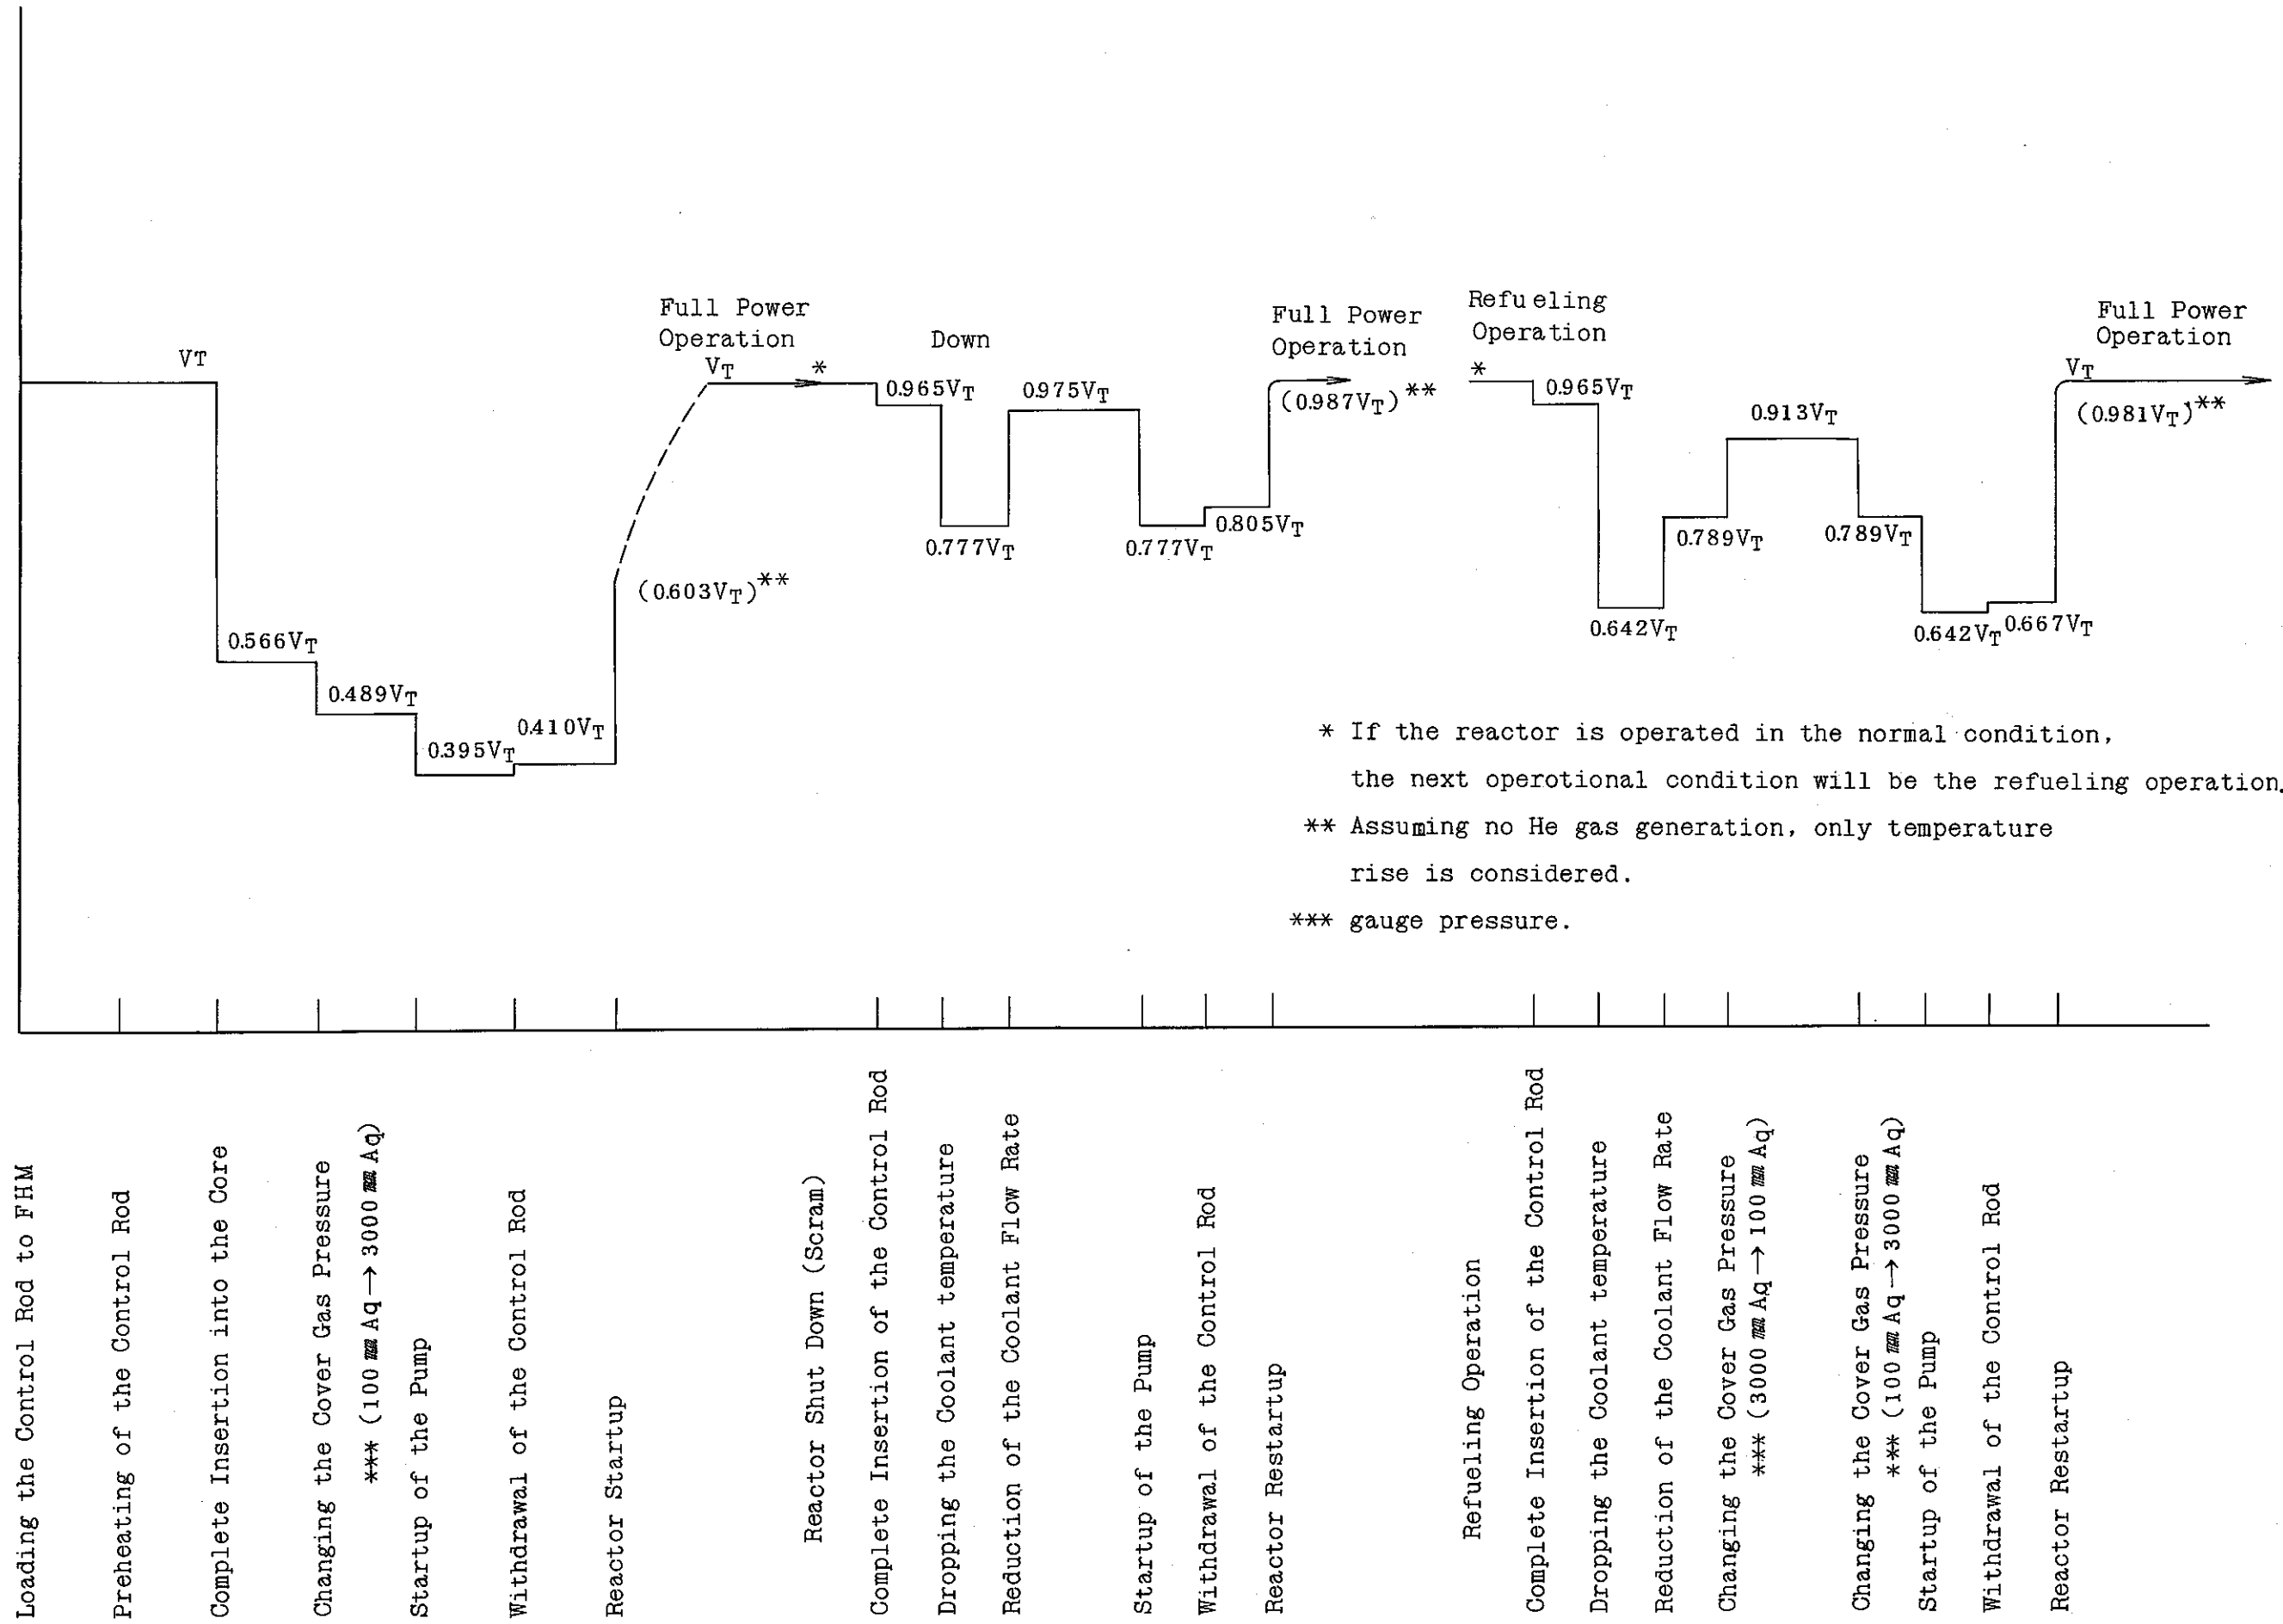 Full Power
Operation
Down
Full Power
Operation
Refueling
Operation
Full Power
Operation
VT
VT
*
0.965VT
0.975VT
(0.987VT)**
*
0.965VT
0.913VT
VT
(0.981VT)**
0.777VT
0.777VT
0.805VT
0.789VT
0.789VT
(0.603VT)**
0.642VT
0.642VT
0.667VT
0.566VT
0.489VT
0.395VT
0.410VT
* If the reactor is operated in the normal condition,
the next operotional condition will be the refueling operation.
** Assuming no He gas generation, only temperature
rise is considered.
*** gauge pressure.
Loading the Control Rod to FHM
Preheating of the Control Rod
Complete Insertion into the Core
Changing the Cover Gas Pressure
*** (100 mm Aq → 3000 mm Aq)
Startup of the Pump
Withdrawal of the Control Rod
Reactor Startup
Reactor Shut Down (Scram)
Complete Insertion of the Control Rod
Dropping the Coolant temperature
Reduction of the Coolant Flow Rate
Startup of the Pump
Withdrawal of the Control Rod
Reactor Restartup
Refueling Operation
Complete Insertion of the Control Rod
Dropping the Coolant temperature
Reduction of the Coolant Flow Rate
Changing the Cover Gas Pressure
*** (3000 mm Aq → 100 mm Aq)
Changing the Cover Gas Pressure
*** (100 mm Aq → 3000 mm Aq)
Startup of the Pump
Withdrawal of the Control Rod
Reactor Restartup